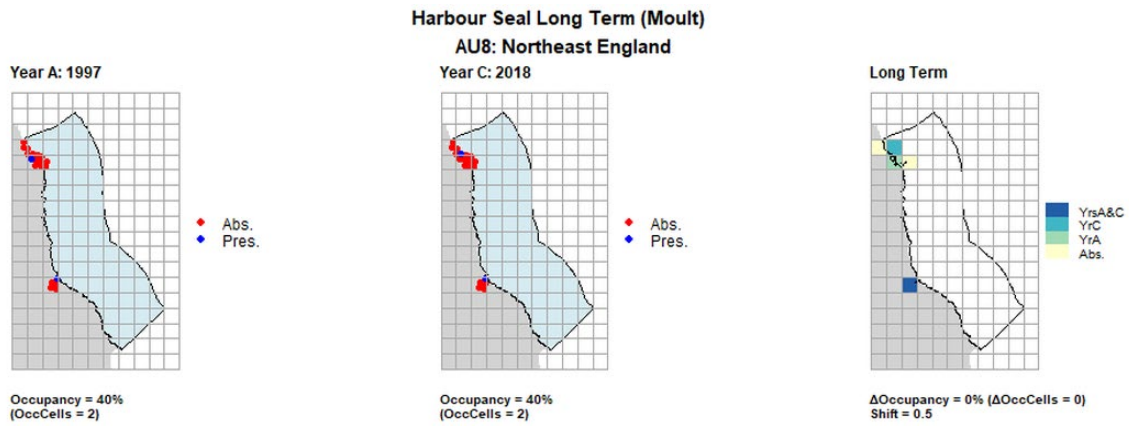 Harbour Seal Long Term (Moult)
AU8: Northeast England
Year A: 1997
Abs.
Pres.
Occupancy = 40%
(OccCells = 2)
Year C: 2018
Abs.
Pres.
Occupancy = 40%
(OccCells = 2)
Long Term
YrsA&C
YrC
YrA
Abs.
ΔOccupancy = 0% (ΔOccCells = 0)
Shift = 0.5